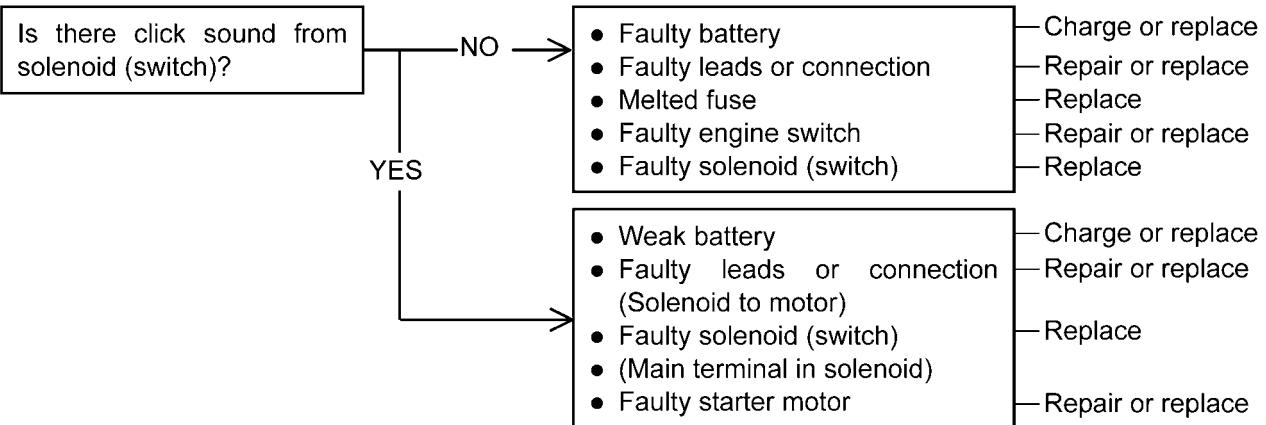 Is there click sound from
solenoid (switch)?
NO
YES
● Faulty battery
● Faulty leads or connection
● Melted fuse
● Faulty engine switch
● Faulty solenoid (switch)
Charge or replace
Repair or replace
Replace
Repair or replace
Replace
● Weak battery
● Faulty leads or connection
(Solenoid to motor)
● Faulty solenoid (switch)
● (Main terminal in solenoid)
● Faulty starter motor
Charge or replace
Repair or replace
Replace
Repair or replace